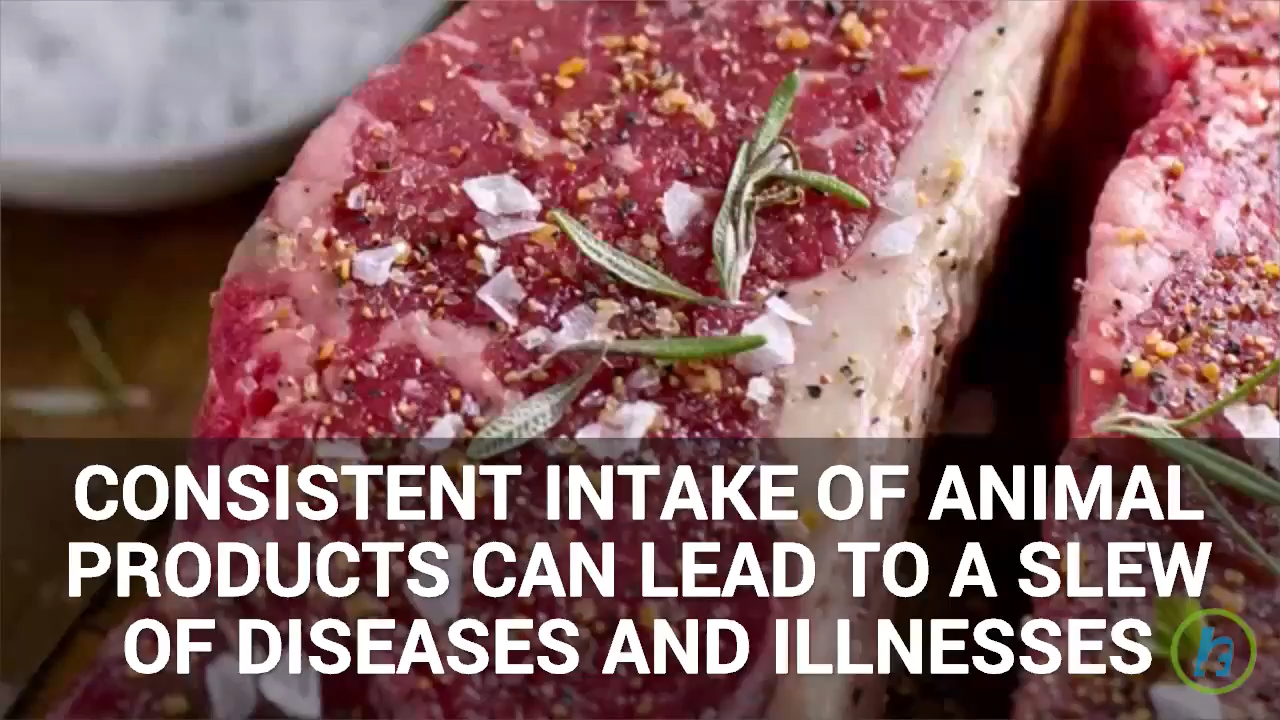 CONSISTENT INTAKE OF ANIMAL
PRODUCTS CAN LEAD TO A SLEW
OF DISEASES AND ILLNESSES